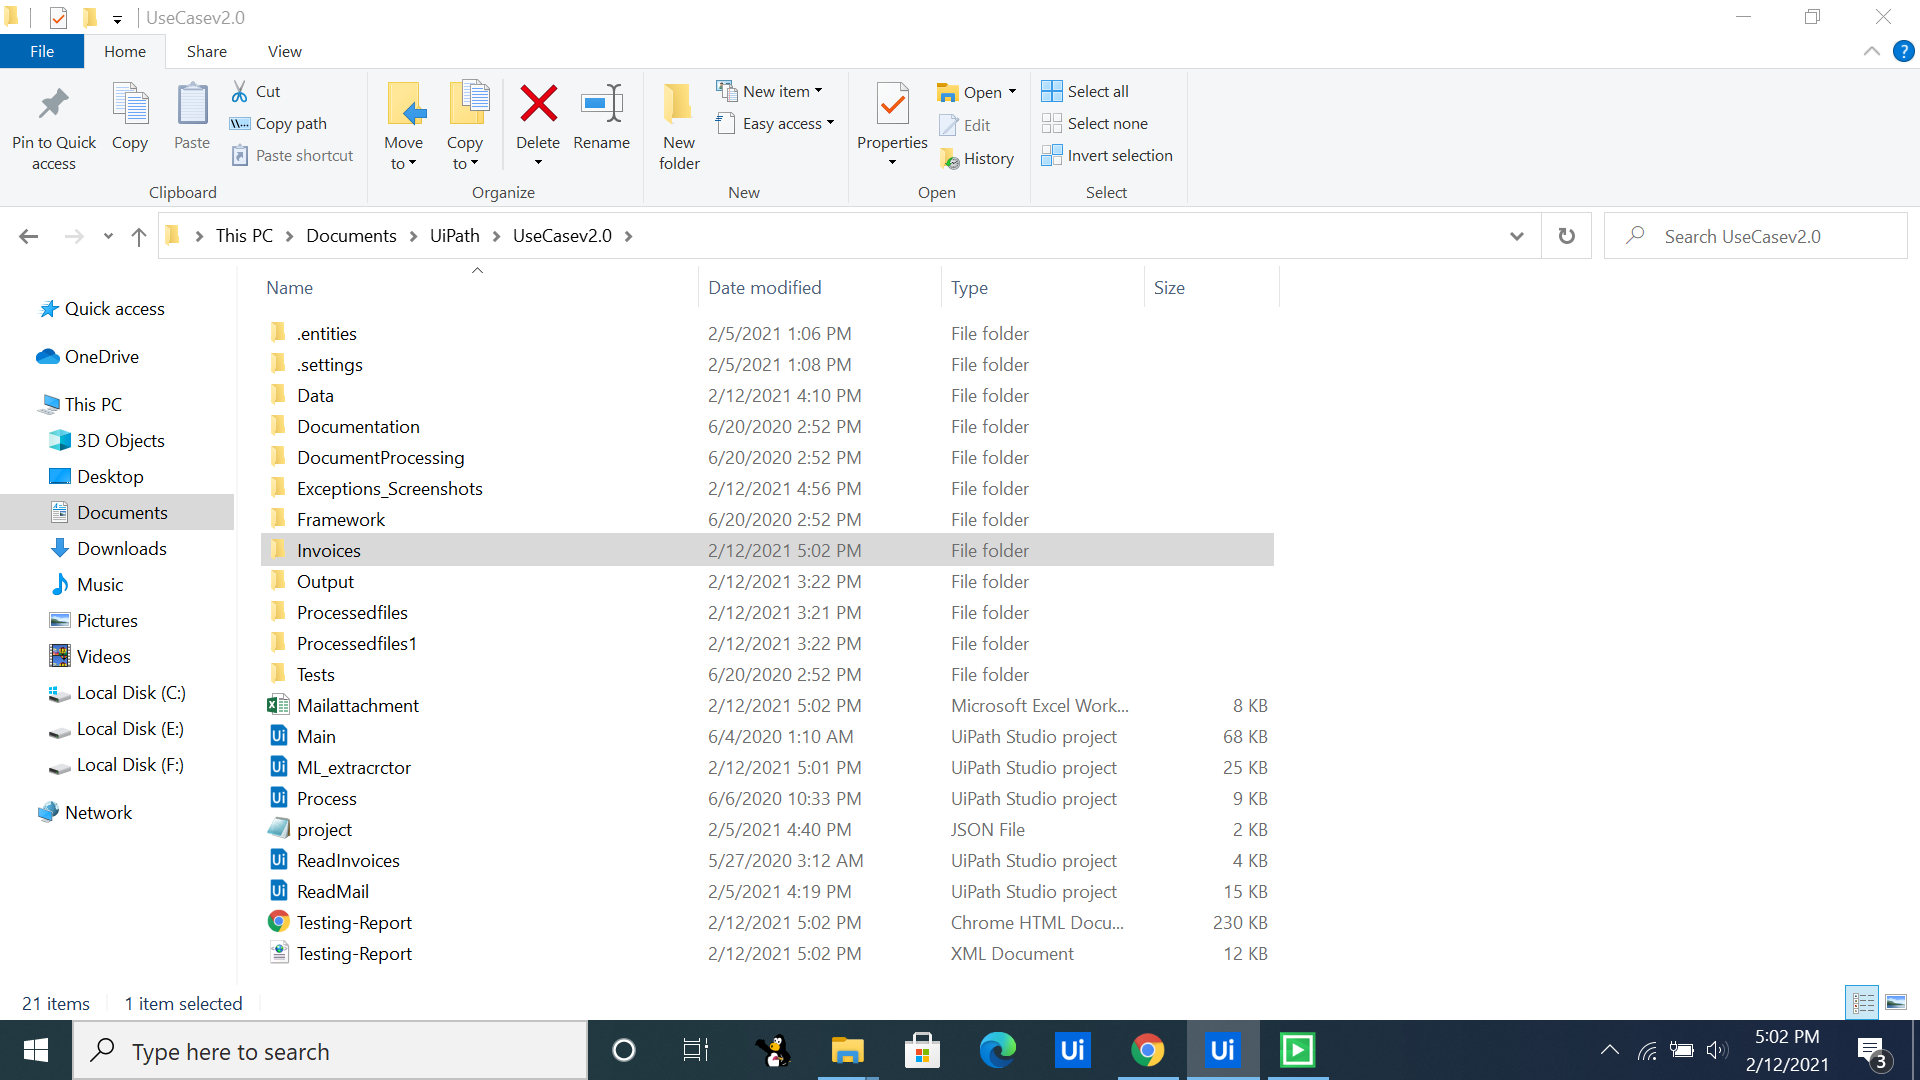 UseCasev2.0
File Home Share View
Pin to Quick access
Copy
Paste
Cut
Copy path
Paste shortcut
Clipboard
Move to
Copy to
Delete
Rename
Organize
New folder
New item
Easy access
New
Properties
Open
Edit
History
Open
Select all
Select none
Invert selection
Select
This PC Documents UiPath UseCasev2.0
Search UseCasev2.0
Quick access
OneDrive
This PC
3D Objects
Desktop
Documents
Downloads
Music
Pictures
Videos
Local Disk (C:)
Local Disk (E:)
Local Disk (F:)
Network
Name Date modified Type Size
.entities 2/5/2021 1:06 PM File folder
.settings 2/5/2021 1:08 PM File folder
Data 2/12/2021 4:10 PM File folder
Documentation 6/20/2020 2:52 PM File folder
DocumentProcessing 6/20/2020 2:52 PM File folder
Exceptions_Screenshots 2/12/2021 4:56 PM File folder
Framework 6/20/2020 2:52 PM File folder
Invoices 2/12/2021 5:02 PM File folder
Output 2/12/2021 3:22 PM File folder
Processedfiles 2/12/2021 3:21 PM File folder
Processedfiles1 2/12/2021 3:22 PM File folder
Tests 6/20/2020 2:52 PM File folder
Mailattachment 2/12/2021 5:02 PM Microsoft Excel Work... 8 KB
Main 6/4/2020 1:10 AM UiPath Studio project 68 KB
ML_extracrctor 2/12/2021 5:01 PM UiPath Studio project 25 KB
Process 6/6/2020 10:33 PM UiPath Studio project 9 KB
project 2/5/2021 4:40 PM JSON File 2 KB
ReadInvoices 5/27/2020 3:12 AM UiPath Studio project 4 KB
ReadMail 2/5/2021 4:19 PM UiPath Studio project 15 KB
Testing-Report 2/12/2021 5:02 PM Chrome HTML Docu... 230 KB
Testing-Report 2/12/2021 5:02 PM XML Document 12 KB
21 items 1 item selected
Type here to search
Ui
Ui
5:02 PM
2/12/2021
3